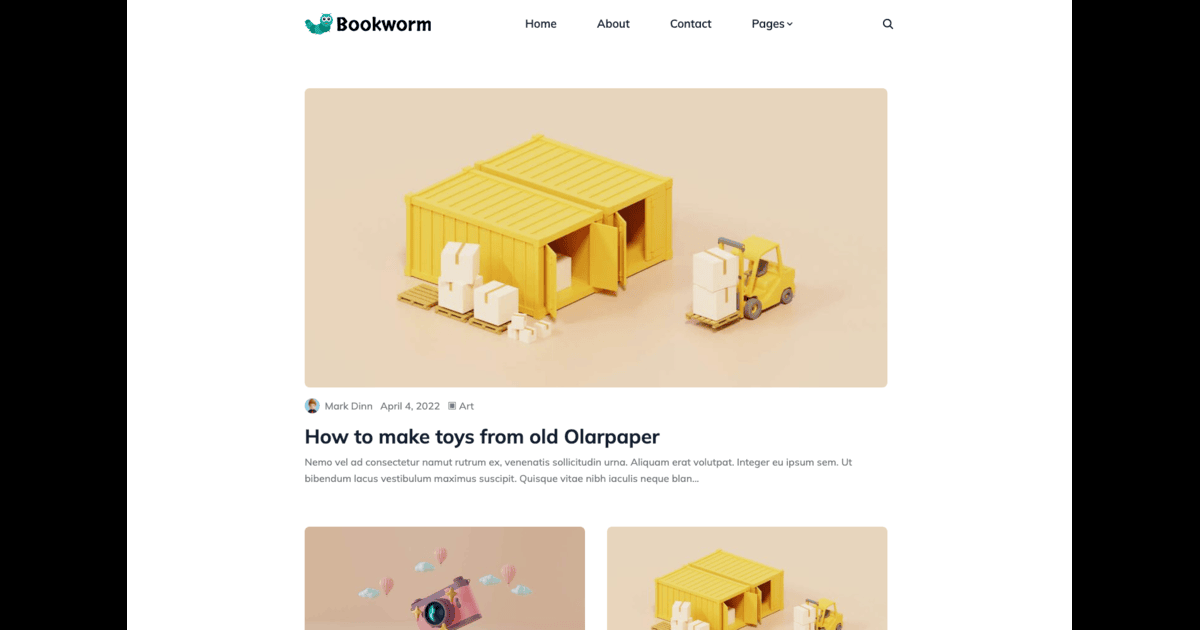 Bookworm
Home About Contact Pages
Mark Dinn April 4, 2022 Art
How to make toys from old Olarpaper
Nemo vel ad consectetur namut rutrum ex, venenatis sollicitudin urna. Aliquam erat volutpat. Integer eu ipsum sem. Ut
bibendum lacus vestibulum maximus suscipit. Quisque vitae nibh iaculis neque blan...